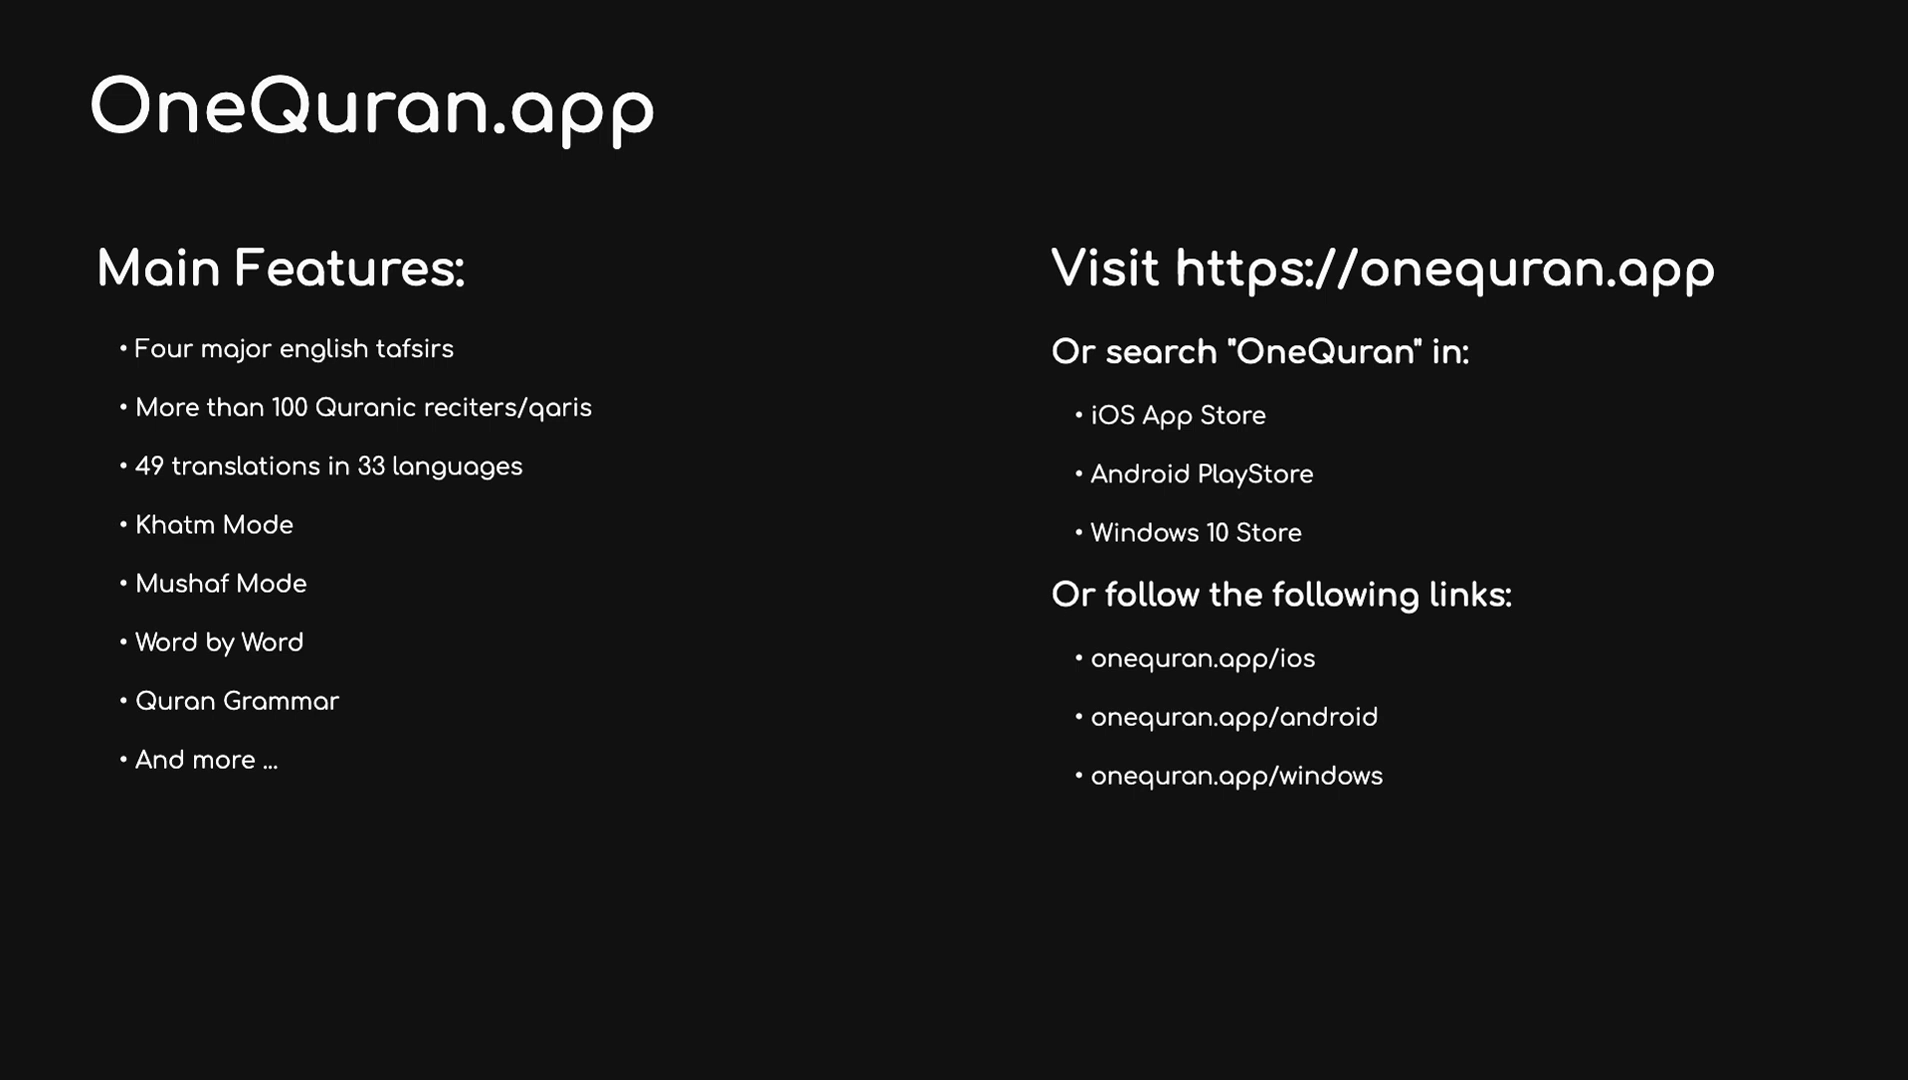 OneQuran.app
Main Features:
• Four major english tafsirs
• More than 100 Quranic reciters/qaris
• 49 translations in 33 languages
• Khatm Mode
• Mushaf Mode
• Word by Word
• Quran Grammar
• And more ...
Visit https://onequran.app
Or search "OneQuran" in:
• iOS App Store
• Android PlayStore
• Windows 10 Store
Or follow the following links:
• onequran.app/ios
• onequran.app/android
• onequran.app/windows